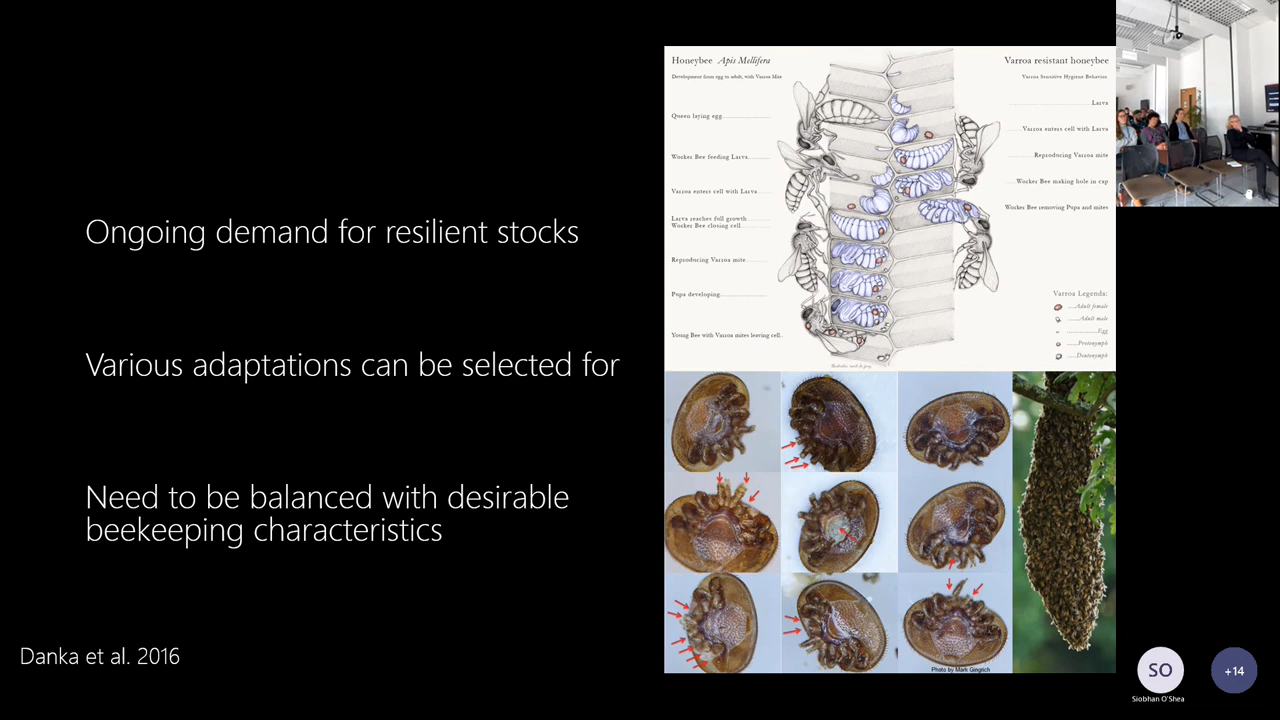 Ongoing demand for resilient stocks
Various adaptations can be selected for
Need to be balanced with desirable
beekeeping characteristics
Danka et al. 2016
Honeybee Apis Mellifera
Development from egg to adult, with Varroa Mite
Queen laying egg
Worker Bee feeding Larva
Varroa enters cell with Larva
Larva reaches full growth
Worker Bee closing cell
Reproducing Varroa mite
Pupa developing
Young Bee with Varroa mites leaving cell
Varroa resistant honeybee
Varroa Sensitive Hygiene Behavior
Larva
Varroa enters cell with Larva
Reproducing Varroa mite
Worker Bee making hole in cap
Worker Bee removing Pupa and mites
Varroa Legends:
Adult female
Adult male
Egg
Protonymph
Deutonymph
Photo by Mark Gingrich
SO
+14
Siobhan O'Shea